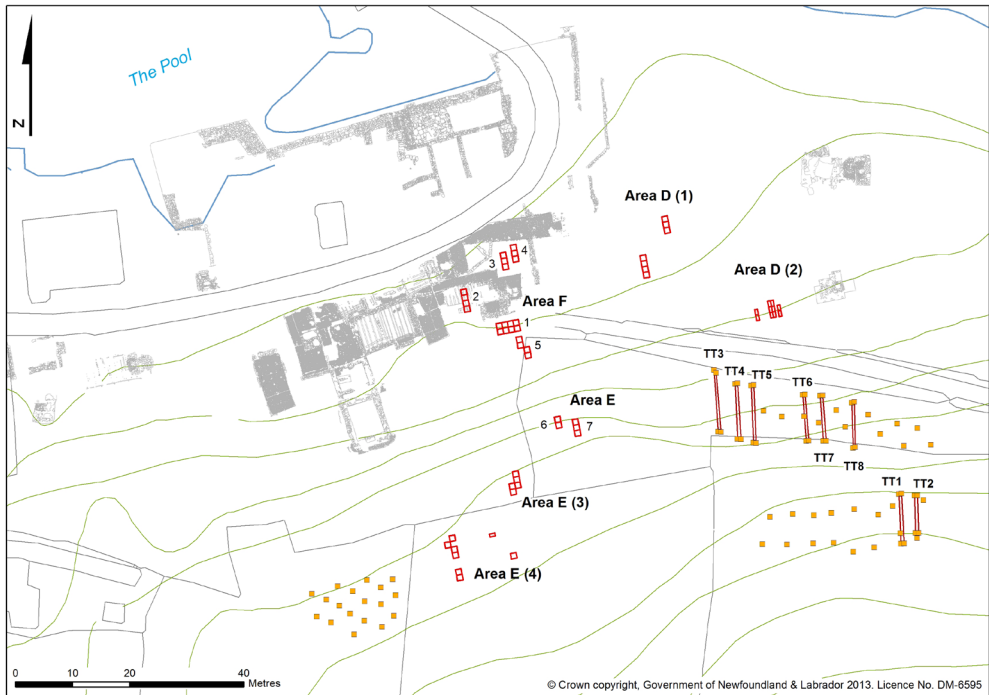 The Pool
N
Area D (1)
4
3
Area D (2)
2
Area F
1
5
TT3
TT4
TT5
TT6
Area E
6
7
TT7
TT8
TT1
TT2
Area E (3)
Area E (4)
0 10 20 40
Metres
© Crown copyright, Government of Newfoundland & Labrador 2013. Licence No. DM-6595